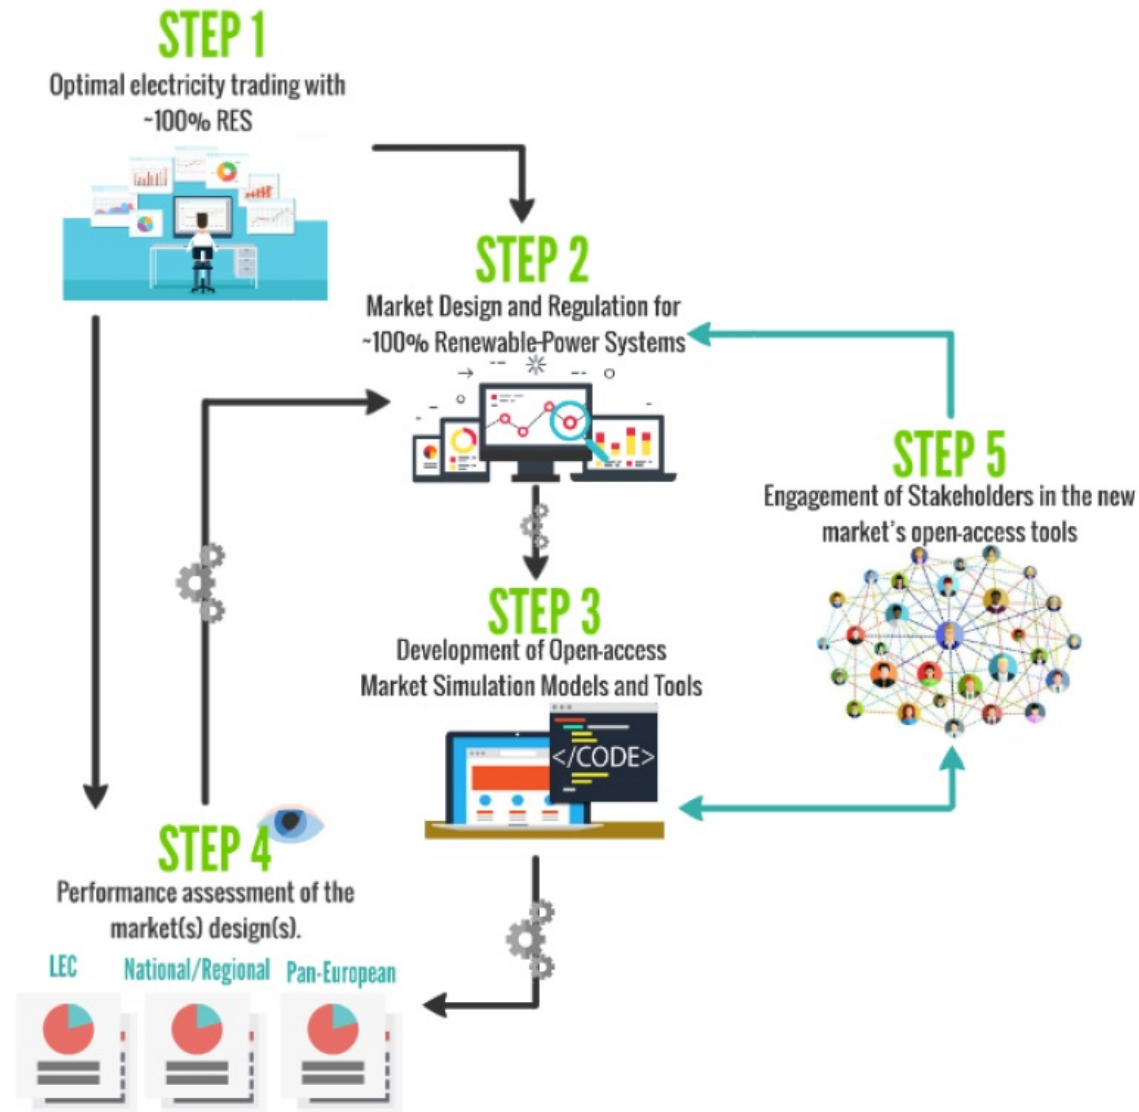 STEP 1
Optimal electricity trading with
~100% RES
STEP 2
Market Design and Regulation for
~100% Renewable-Power Systems
STEP 5
Engagement of Stakeholders in the new
market's open-access tools
STEP 3
Development of Open-access
Market Simulation Models and Tools
</CODE>
STEP 4
Performance assessment of the
market(s) design(s).
LEC
National/Regional
Pan-European